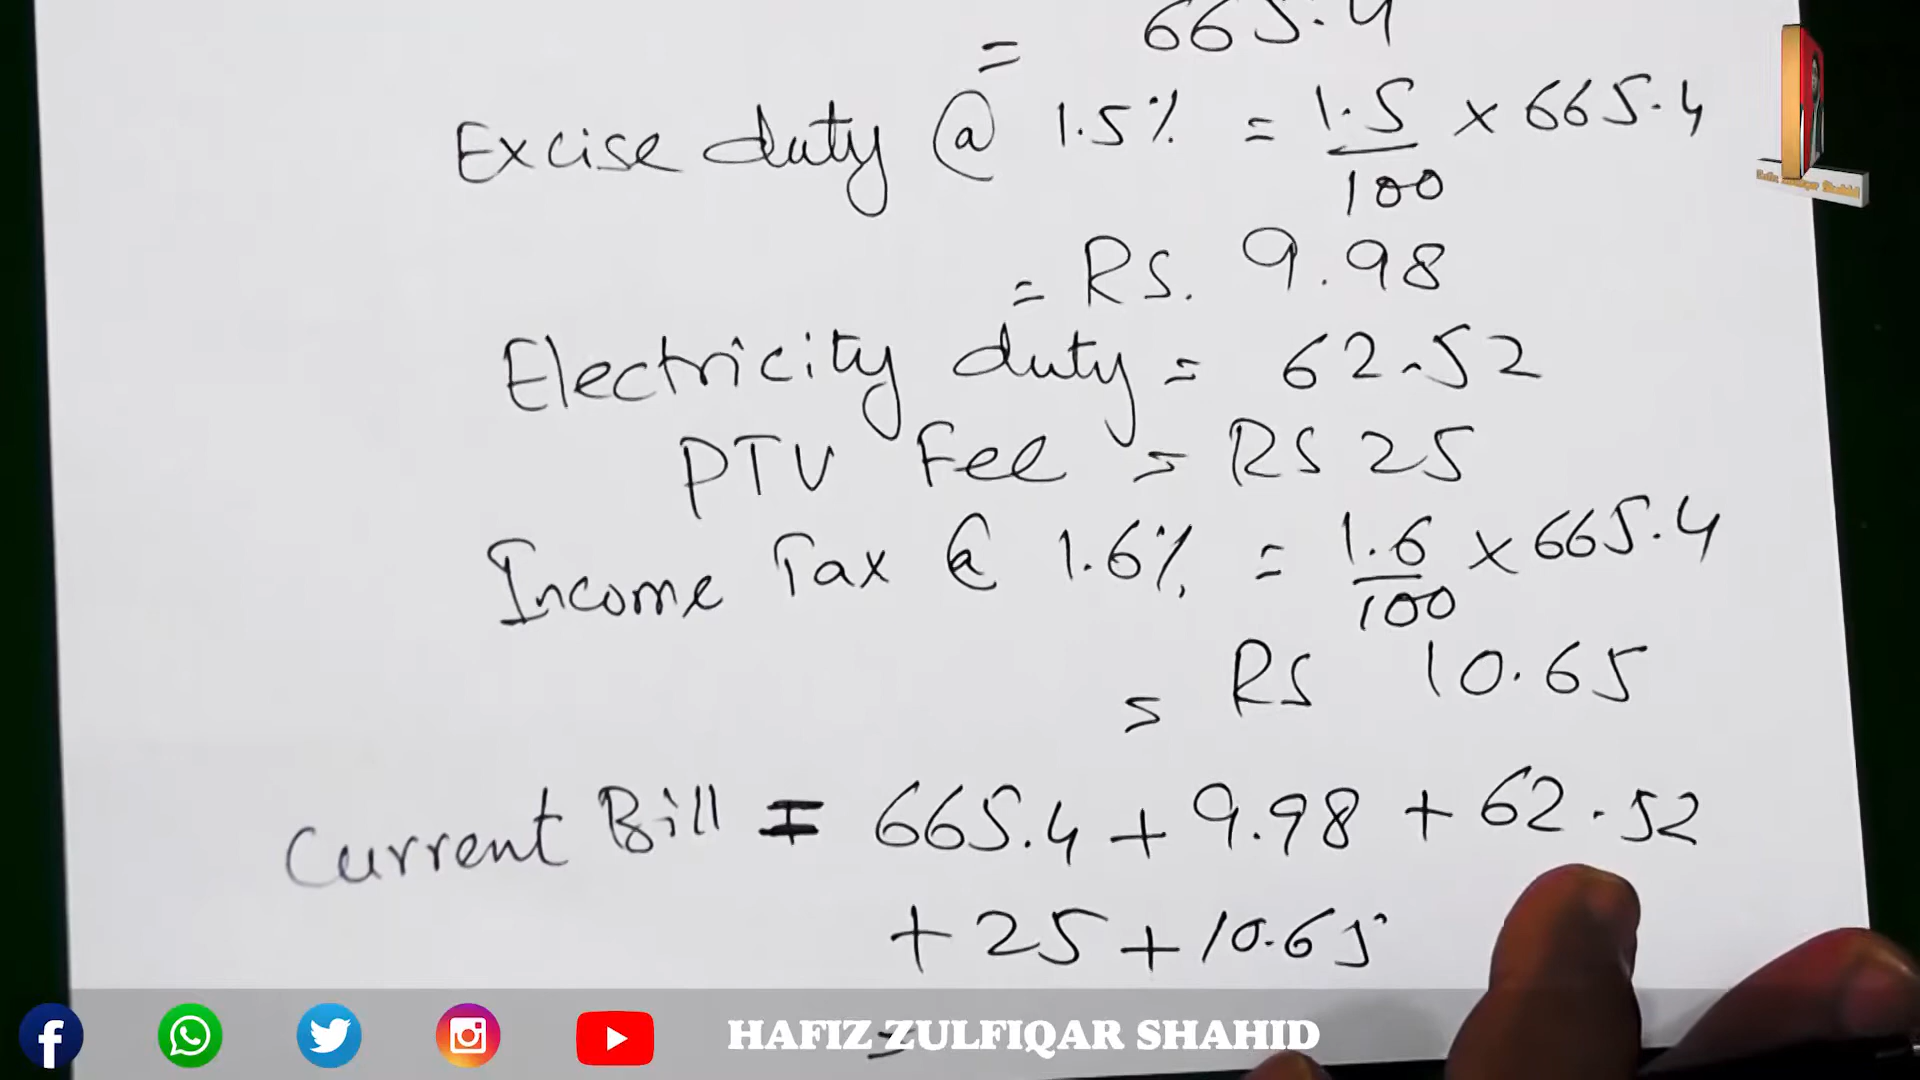 = 665.4
Excise duty @ 1.5% = 1.5/100 × 665.4
= RS. 9.98
Electricity duty = 62.52
PTV Fee = RS 25
Income Tax @ 1.6% = 1.6/100 × 665.4
= RS 10.65
Current Bill = 665.4 + 9.98 + 62.52
+ 25 + 10.65
=
HAFIZ ZULFIQAR SHAHID